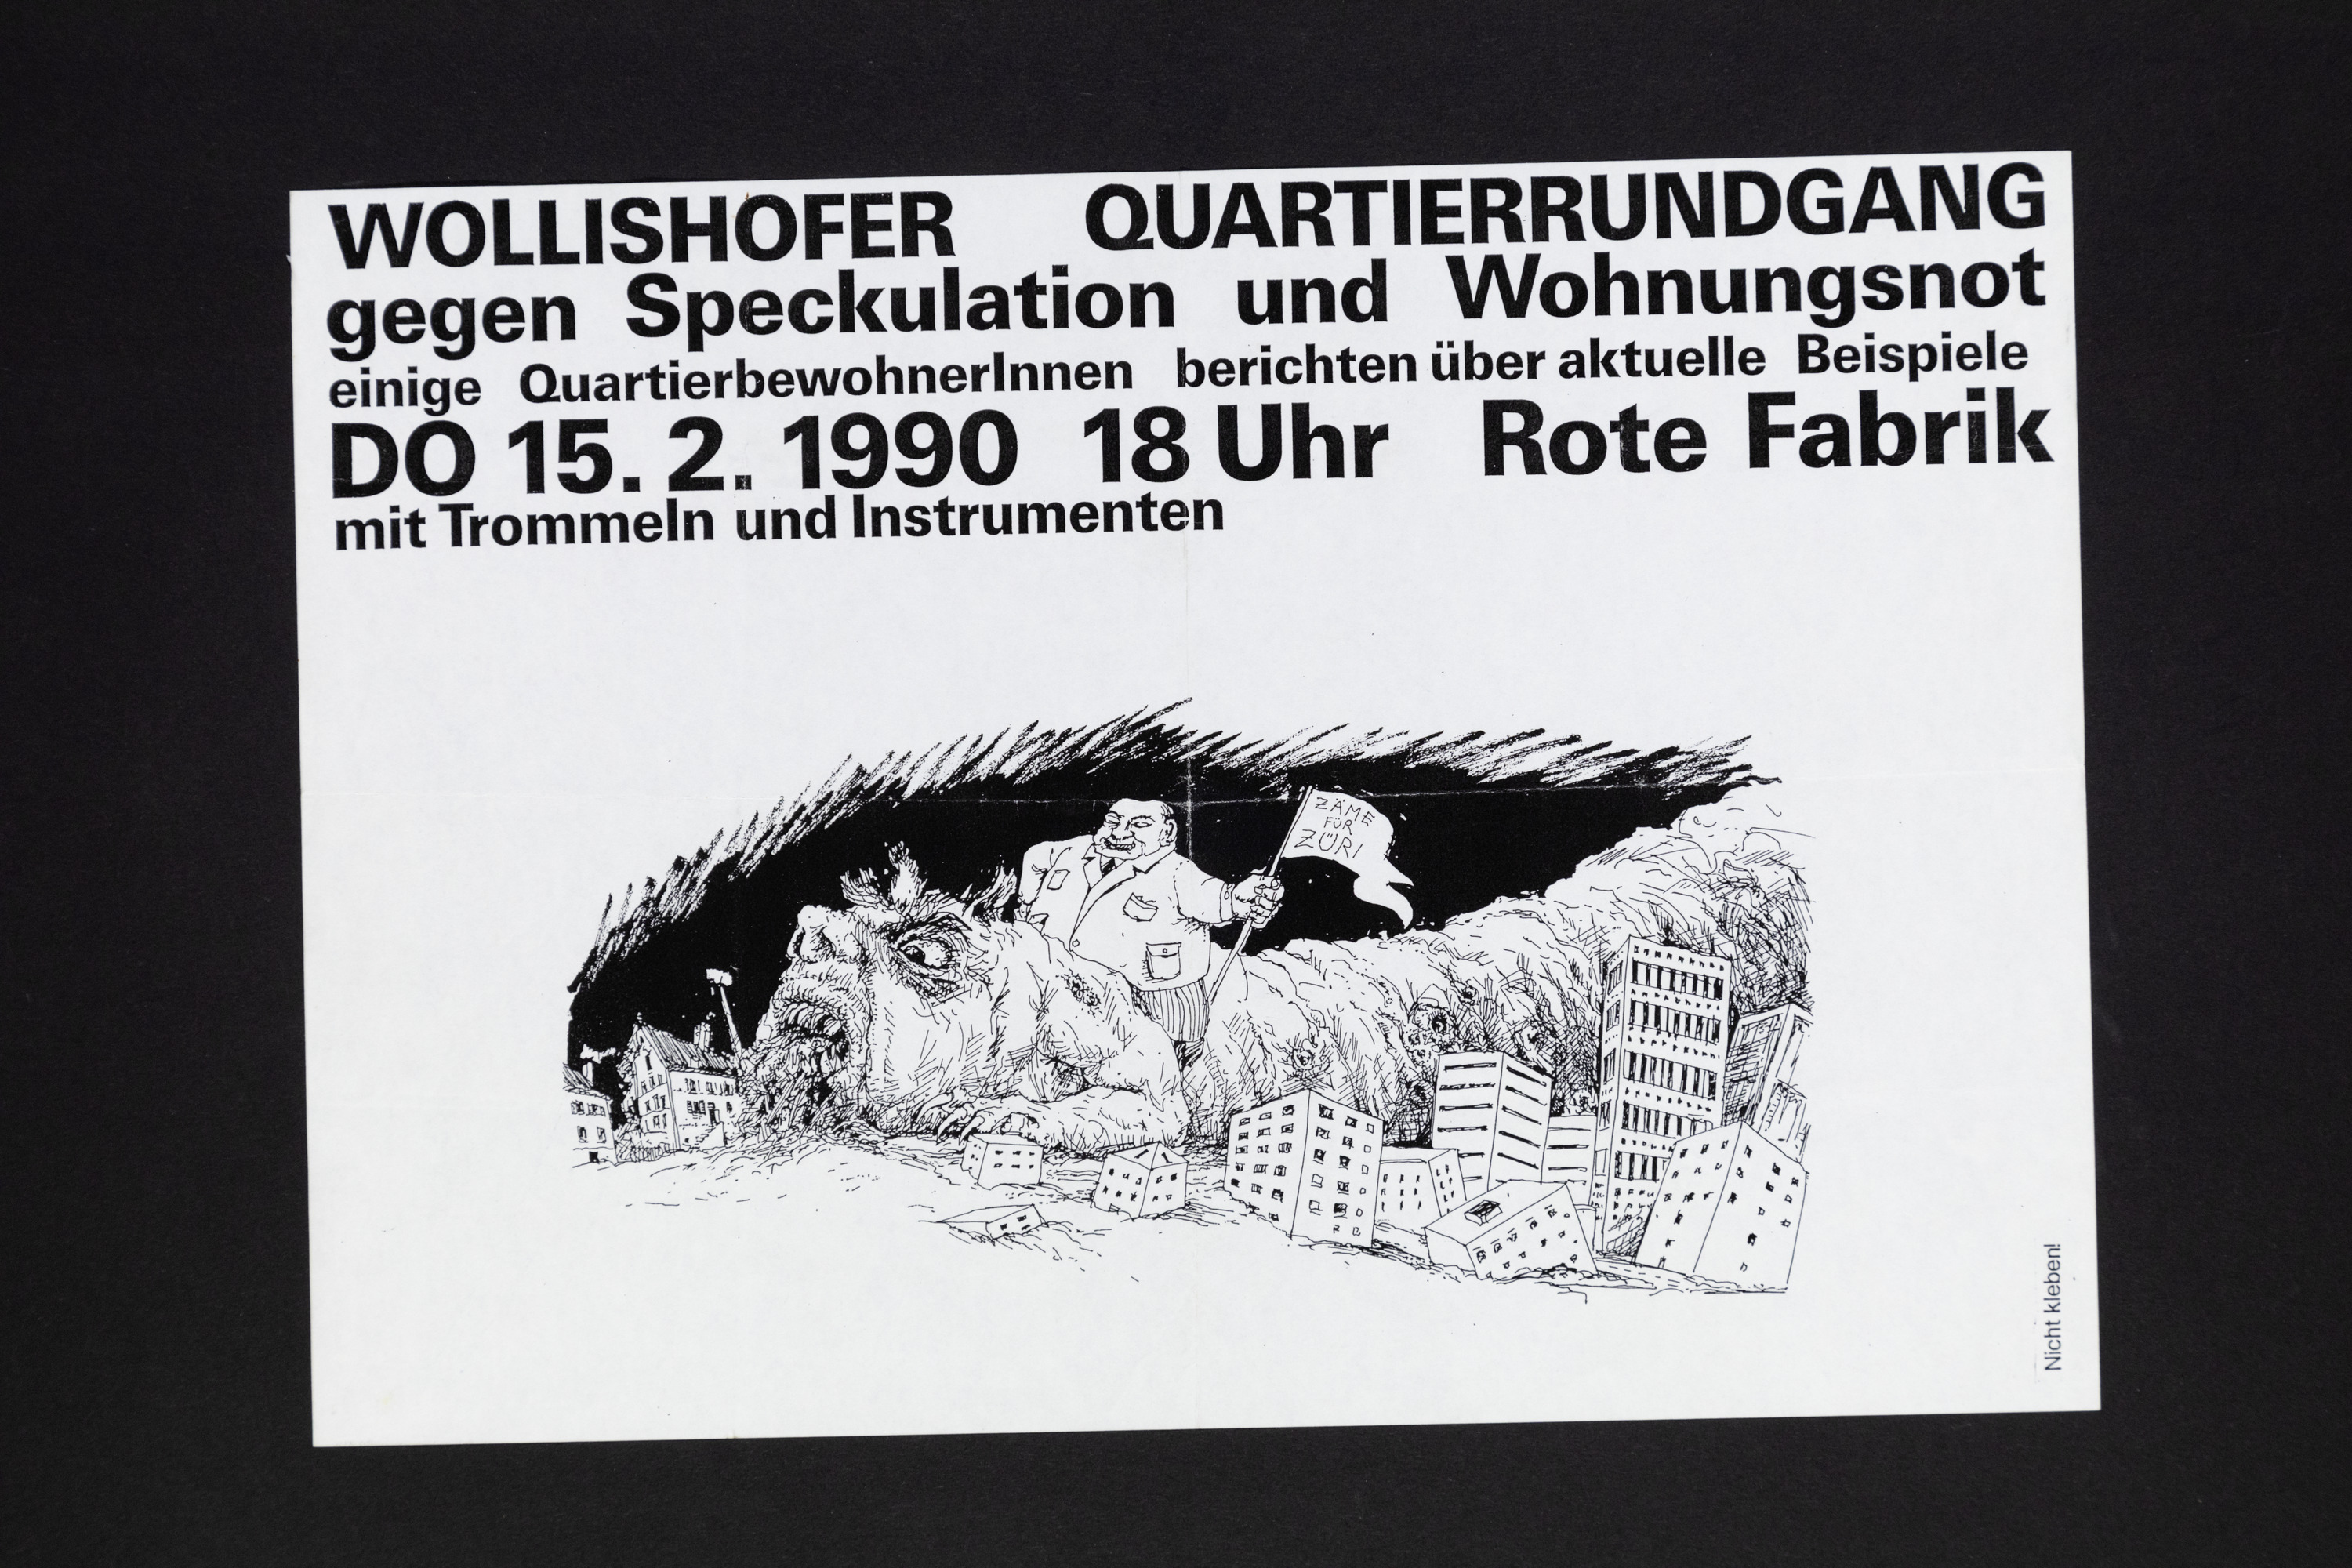 WOLLISHOFER QUARTIERRUNDGANG
gegen Speckulation und Wohnungsnot
einige QuartierbewohnerInnen berichten über aktuelle Beispiele
DO 15. 2. 1990 18 Uhr Rote Fabrik
mit Trommeln und Instrumenten
ZÄME
FÜR
ZÜRI
Nicht kleben!